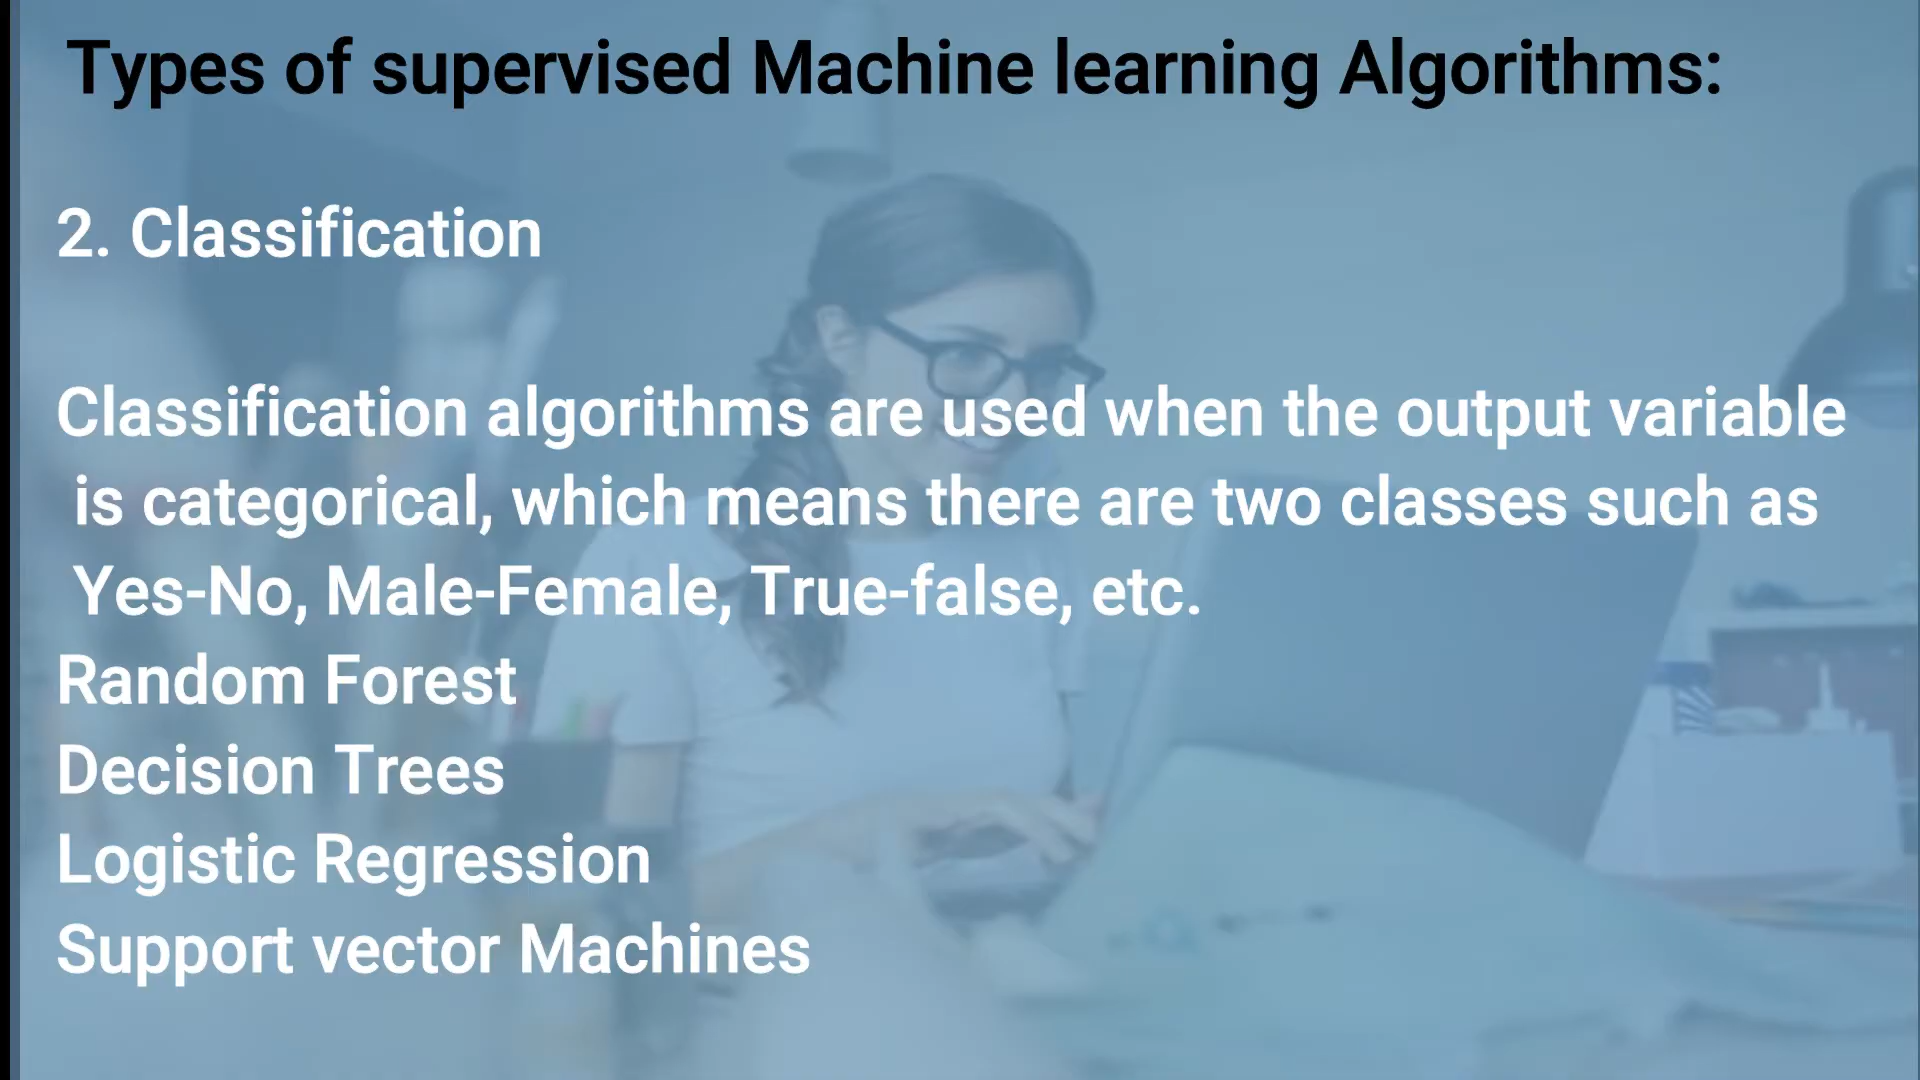 Types of supervised Machine learning Algorithms:
2. Classification
Classification algorithms are used when the output variable
is categorical, which means there are two classes such as
Yes-No, Male-Female, True-false, etc.
Random Forest
Decision Trees
Logistic Regression
Support vector Machines